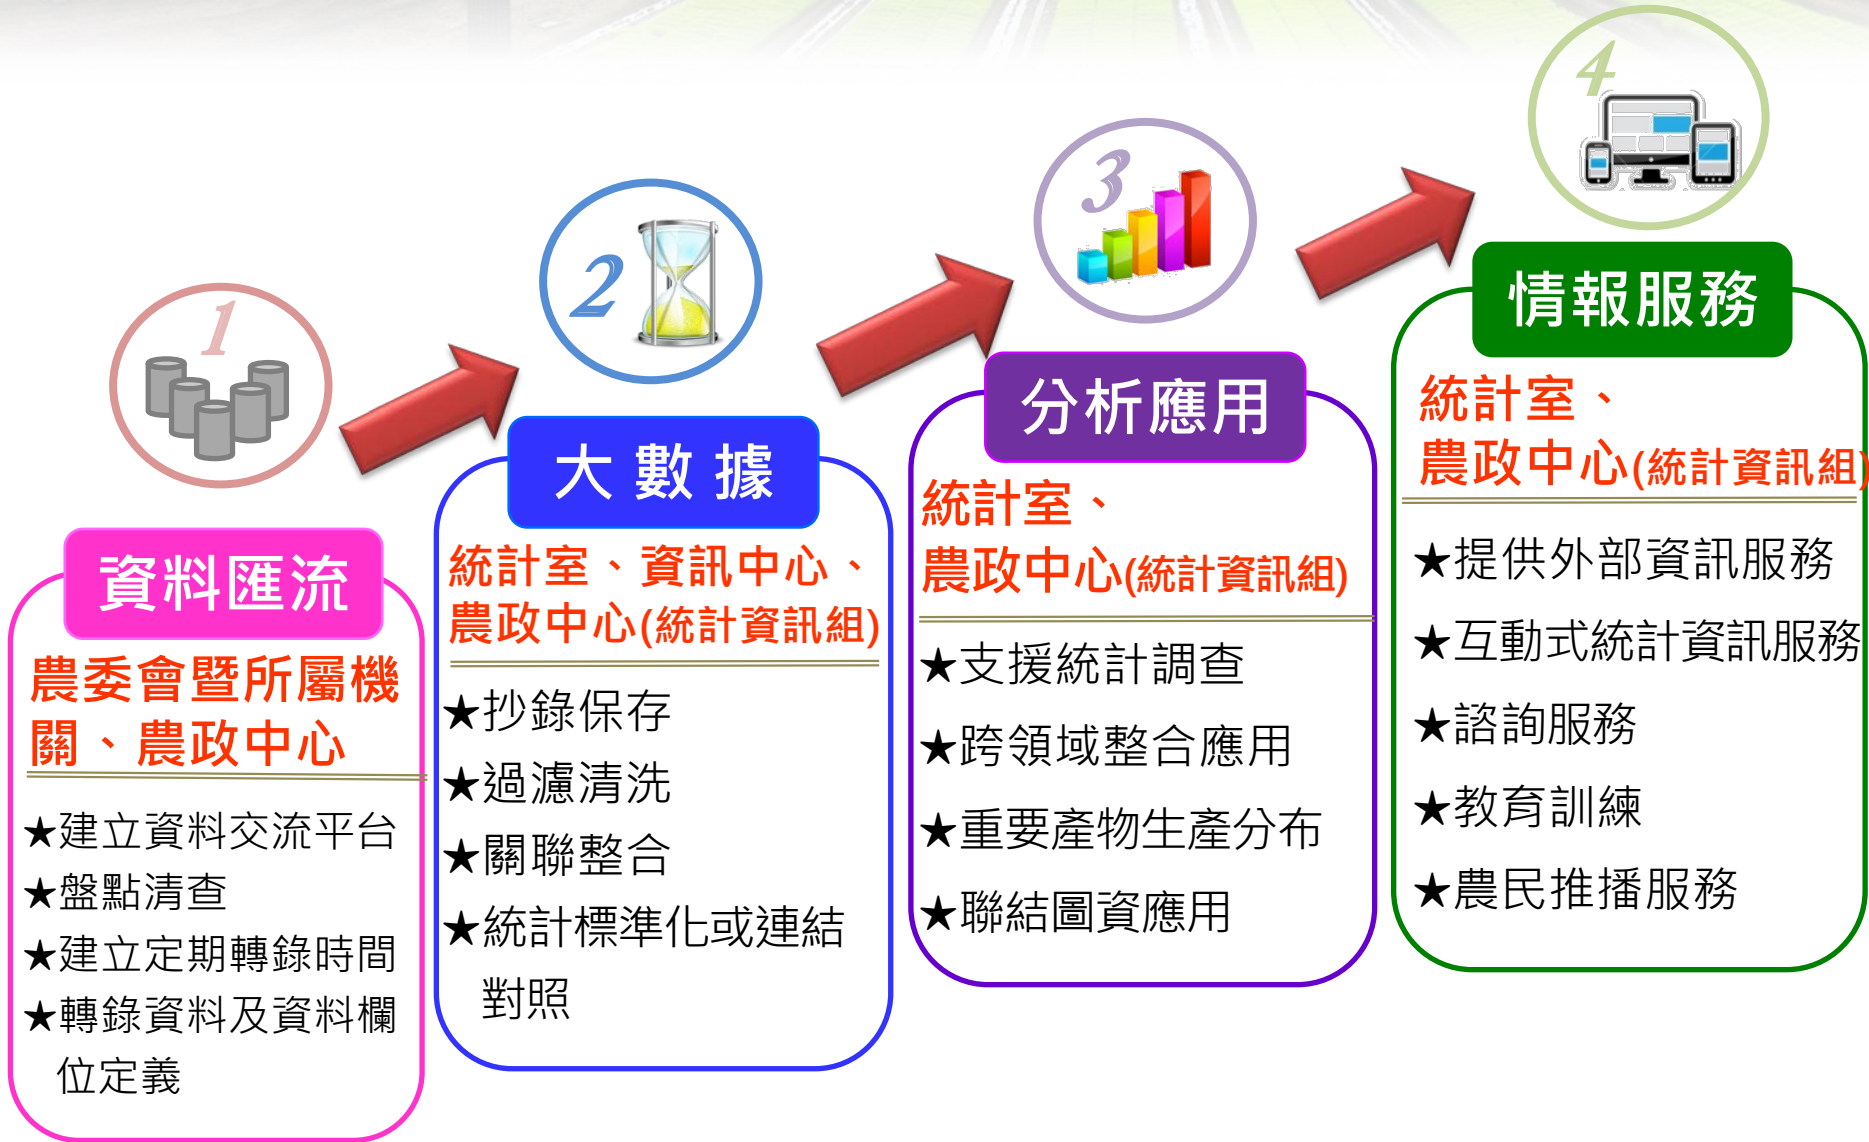 1
資料匯流
農委會暨所屬機
關、農政中心
★建立資料交流平台
★盤點清查
★建立定期轉錄時間
★轉錄資料及資料欄
位定義
2
大數據
統計室、資訊中心、
農政中心(統計資訊組)
★抄錄保存
★過濾清洗
★關聯整合
★統計標準化或連結
對照
3
分析應用
統計室、
農政中心(統計資訊組)
★支援統計調查
★跨領域整合應用
★重要產物生產分布
★聯結圖資應用
4
情報服務
統計室、
農政中心(統計資訊組)
★提供外部資訊服務
★互動式統計資訊服務
★諮詢服務
★教育訓練
★農民推播服務